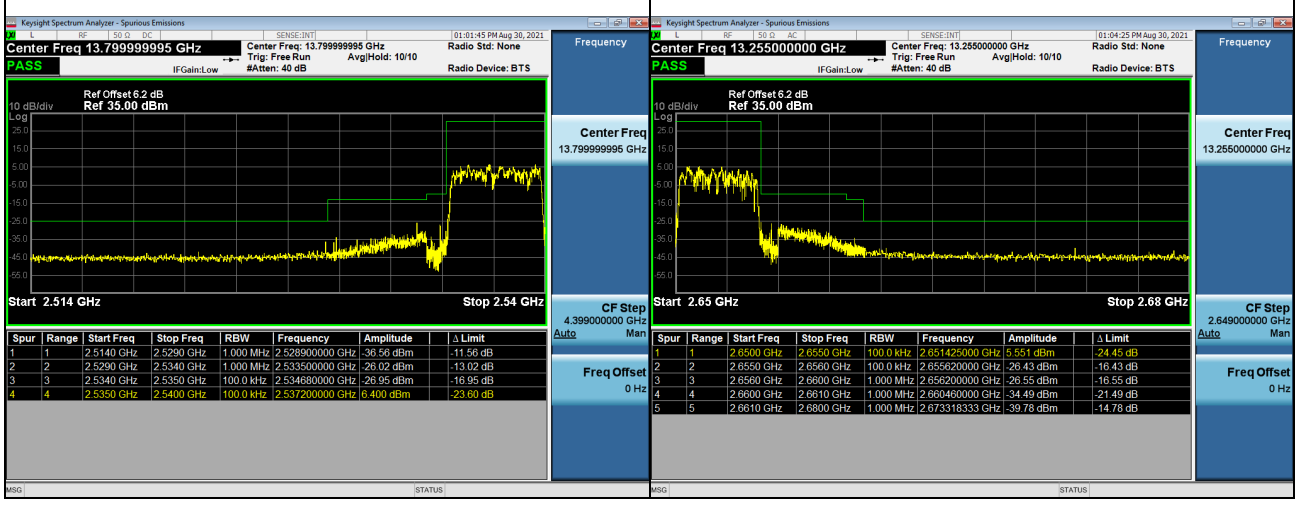 Keysight Spectrum Analyzer - Spurious Emissions
L RF 50 Ω DC SENSE:INT 01:01:45 PM Aug 30, 2021
Center Freq 13.799999995 GHz
Center Freq: 13.799999995 GHz Radio Std: None
Trig: Free Run Avg|Hold: 10/10
PASS IFGain:Low #Atten: 40 dB Radio Device: BTS
Ref Offset 6.2 dB
10 dB/div Ref 35.00 dBm
Log
25.0
15.0
5.00
-5.00
-15.0
-25.0
-35.0
-45.0
-55.0
Start 2.514 GHz Stop 2.54 GHz
Spur Range Start Freq Stop Freq RBW Frequency Amplitude Δ Limit
1 1 2.5140 GHz 2.5290 GHz 1.000 MHz 2.528900000 GHz -36.56 dBm -11.56 dB
2 2 2.5290 GHz 2.5340 GHz 1.000 MHz 2.533500000 GHz -26.02 dBm -13.02 dB
3 3 2.5340 GHz 2.5350 GHz 100.0 kHz 2.534680000 GHz -26.95 dBm -16.95 dB
4 4 2.5350 GHz 2.5400 GHz 100.0 kHz 2.537200000 GHz 6.400 dBm -23.60 dB
MSG STATUS
Frequency
Center Freq
13.799999995 GHz
CF Step
4.399000000 GHz
Auto Man
Freq Offset
0 Hz
Keysight Spectrum Analyzer - Spurious Emissions
L RF 50 Ω AC SENSE:INT 01:04:25 PM Aug 30, 2021
Center Freq 13.255000000 GHz
Center Freq: 13.255000000 GHz Radio Std: None
Trig: Free Run Avg|Hold: 10/10
PASS IFGain:Low #Atten: 40 dB Radio Device: BTS
Ref Offset 6.2 dB
10 dB/div Ref 35.00 dBm
Log
25.0
15.0
5.00
-5.00
-15.0
-25.0
-35.0
-45.0
-55.0
Start 2.65 GHz Stop 2.68 GHz
Spur Range Start Freq Stop Freq RBW Frequency Amplitude Δ Limit
1 1 2.6500 GHz 2.6550 GHz 100.0 kHz 2.651425000 GHz 5.551 dBm -24.45 dB
2 2 2.6550 GHz 2.6560 GHz 100.0 kHz 2.655620000 GHz -26.43 dBm -16.43 dB
3 3 2.6560 GHz 2.6600 GHz 1.000 MHz 2.656200000 GHz -26.55 dBm -16.55 dB
4 4 2.6600 GHz 2.6610 GHz 1.000 MHz 2.660460000 GHz -34.49 dBm -21.49 dB
5 5 2.6610 GHz 2.6800 GHz 1.000 MHz 2.673318333 GHz -39.78 dBm -14.78 dB
MSG STATUS
Frequency
Center Freq
13.255000000 GHz
CF Step
2.649000000 GHz
Auto Man
Freq Offset
0 Hz